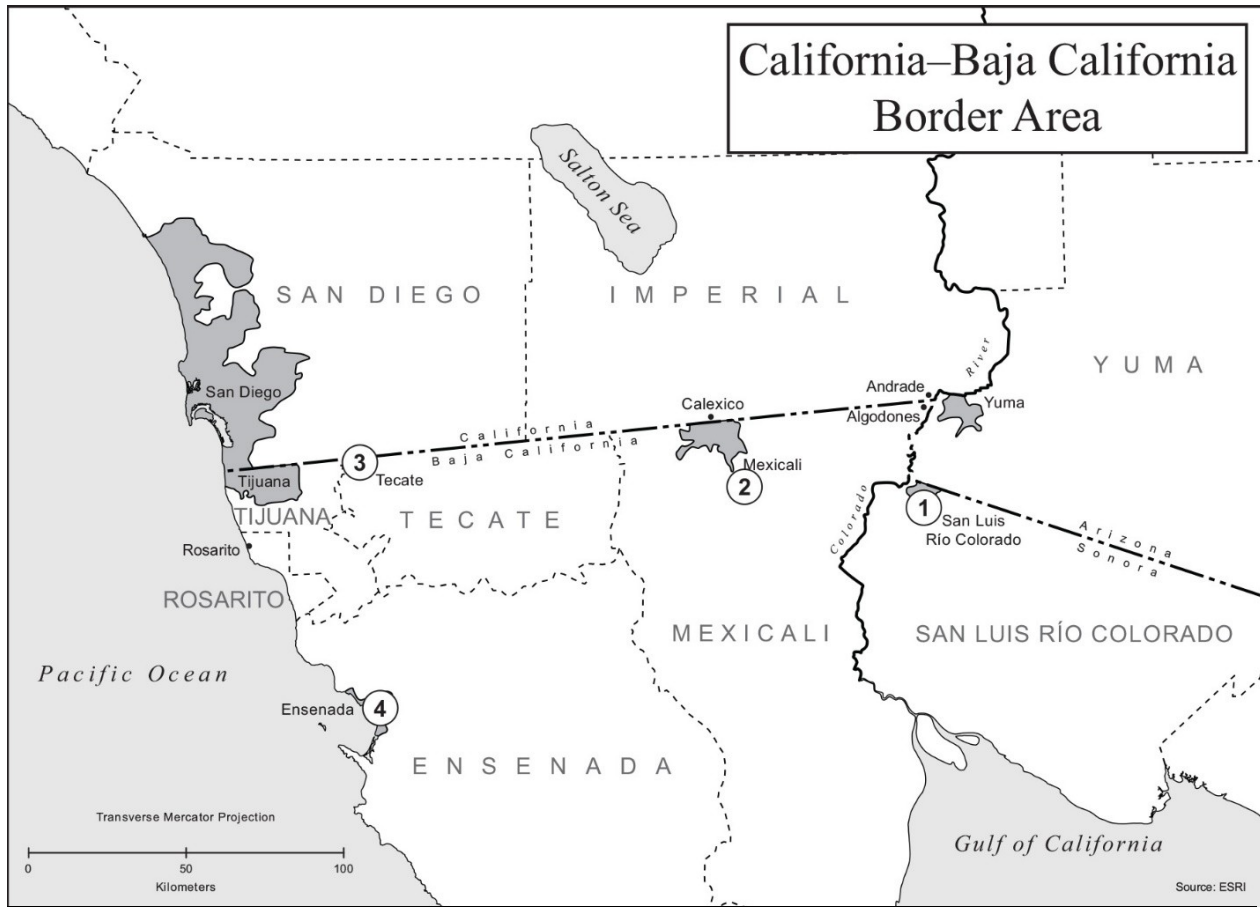 California–Baja California
Border Area
Salton Sea
SAN DIEGO
IMPERIAL
YUMA
River
San Diego
Andrade
Algodones
Yuma
Calexico
California
Baja California
3
Tecate
Mexicali
2
Tijuana
TIJUANA
TECATE
1
San Luis
Río Colorado
Colorado
Arizona
Sonora
Rosarito
ROSARITO
MEXICALI
SAN LUIS RÍO COLORADO
Pacific Ocean
Ensenada
4
ENSENADA
Transverse Mercator Projection
0 50 100
Kilometers
Gulf of California
Source: ESRI